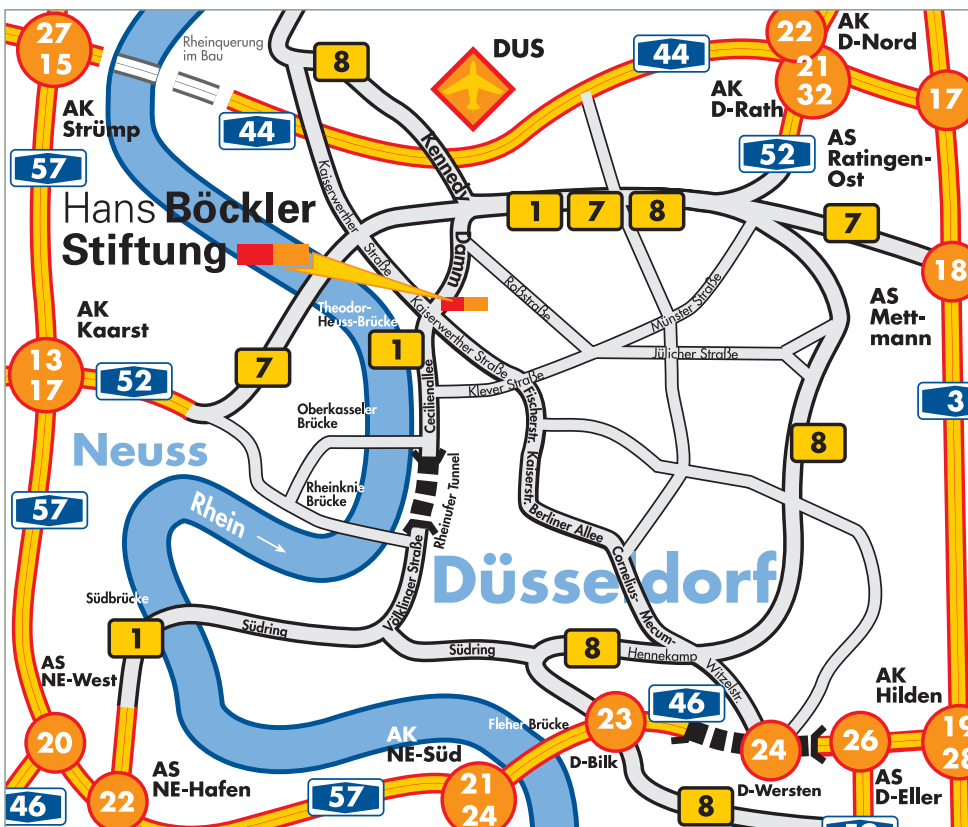 27
15
Rheinquerung
im Bau
8
DUS
44
22
AK
D-Nord
21
32
AK
D-Rath
17
AK
Strümp
44
57
52
AS
Ratingen-
Ost
Kennedy
Damm
Kaiserwerther
Straße
Hans Böckler
Stiftung
1
7
8
7
18
Roßstraße
Münster Straße
Theodor-
Heuss-Brücke
Kaiserwerther Straße
AS
Mett-
mann
AK
Kaarst
13
17
52
7
1
Jülicher Straße
Klever Straße
Cecilienallee
Fischerstr.
3
Oberkasseler
Brücke
8
Neuss
Rheinknie
Brücke
Rheinufer Tunnel
Kaiserstr.
Berliner Allee
57
Rhein
Düsseldorf
Cornelius-
Mecum-
Völklinger Straße
Südbrücke
1
Südring
Südring
8
Hennekamp
Witzelstr.
AS
NE-West
AK
Hilden
46
Fleher Brücke
23
20
AK
NE-Süd
D-Bilk
24
26
19
28
AS
NE-Hafen
22
57
21
24
D-Wersten
AS
D-Eller
46
8